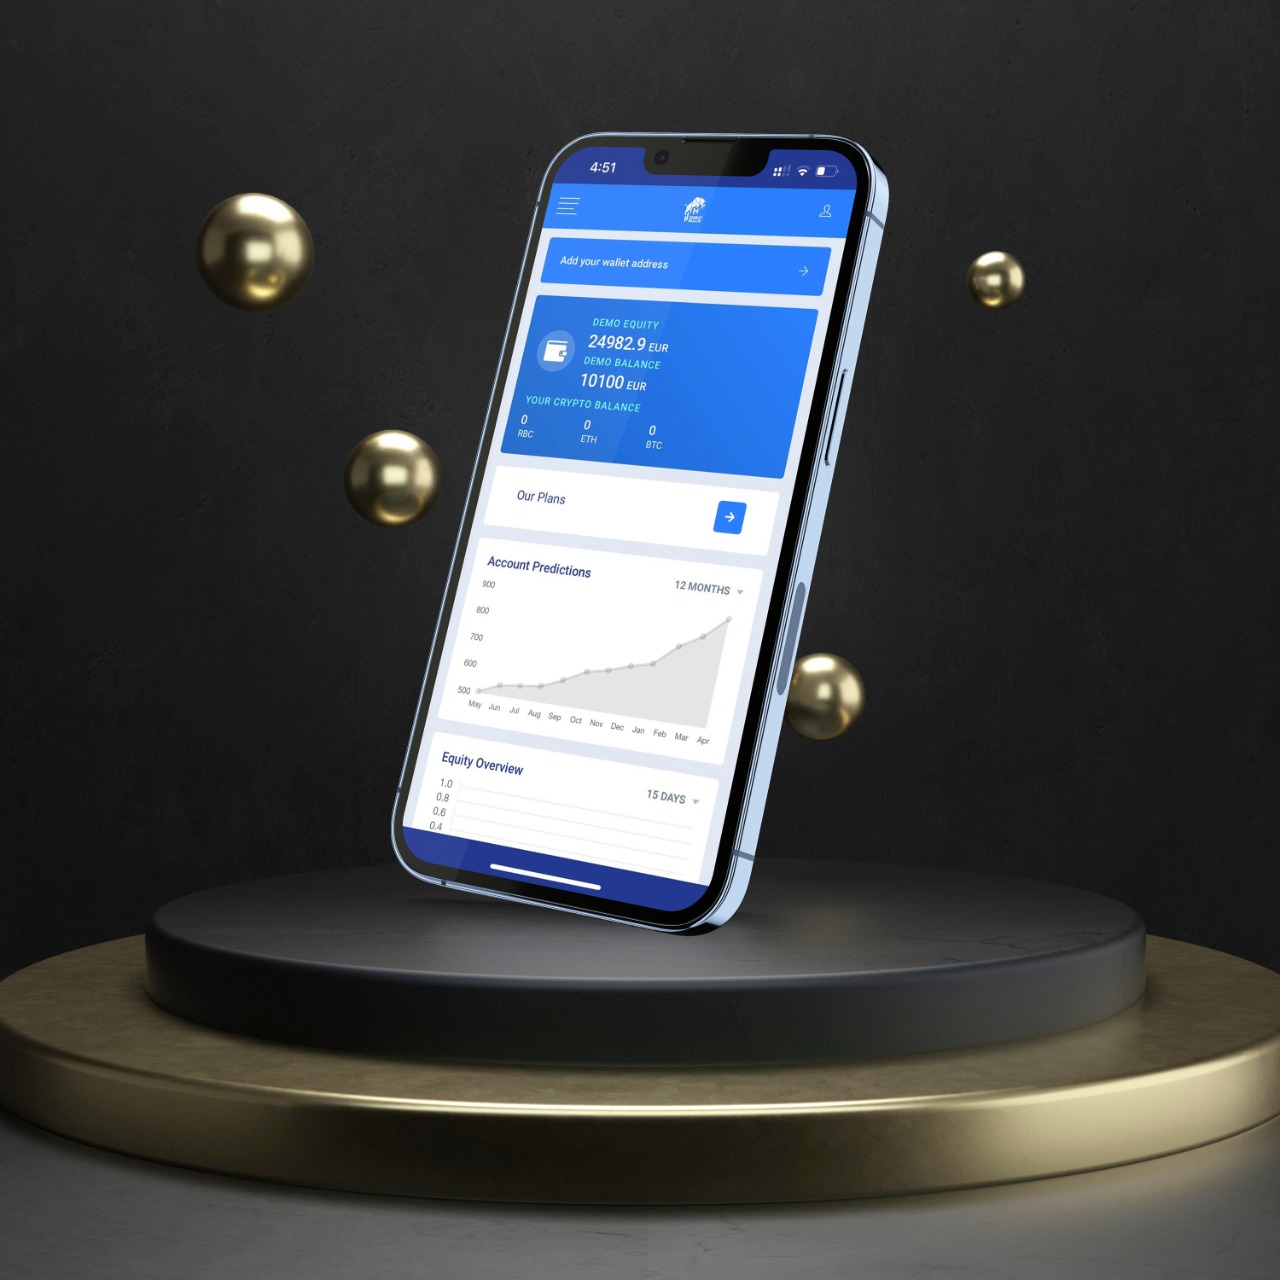 4:51
Add your wallet address
DEMO EQUITY
24982.9 EUR
DEMO BALANCE
10100 EUR
YOUR CRYPTO BALANCE
0 0 0
RBC ETH BTC
Our Plans
Account Predictions
12 MONTHS
900
800
700
600
500
May Jun Jul Aug Sep Oct Nov Dec Jan Feb Mar Apr
Equity Overview
15 DAYS
1.0
0.8
0.6
0.4